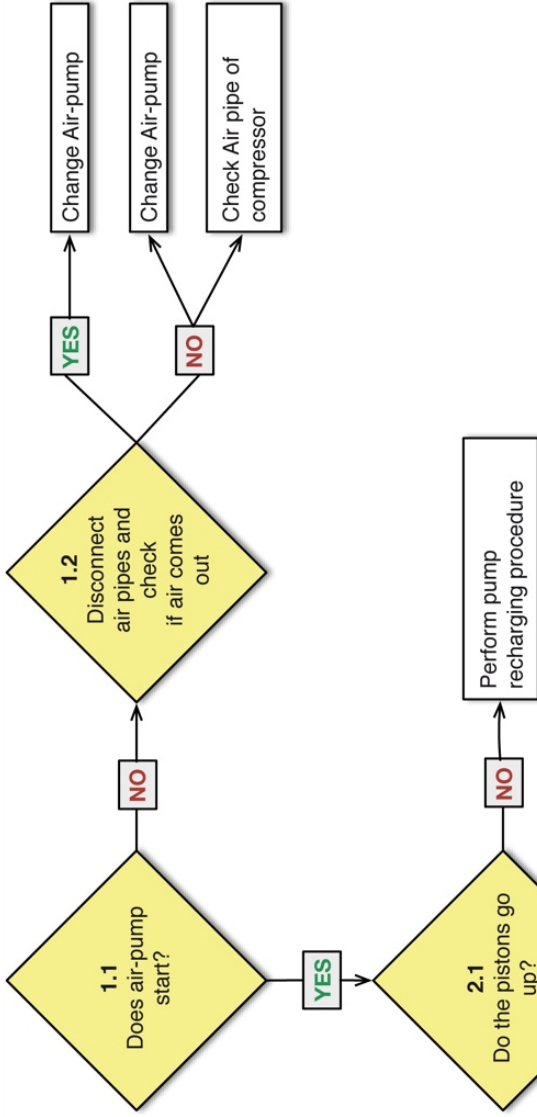 1.1
Does air-pump
start?
NO
1.2
Disconnect
air pipes and
check
if air comes
out
YES
Change Air-pump
NO
Change Air-pump
Check Air pipe of
compressor
YES
2.1
Do the pistons go
up?
NO
Perform pump
recharging procedure